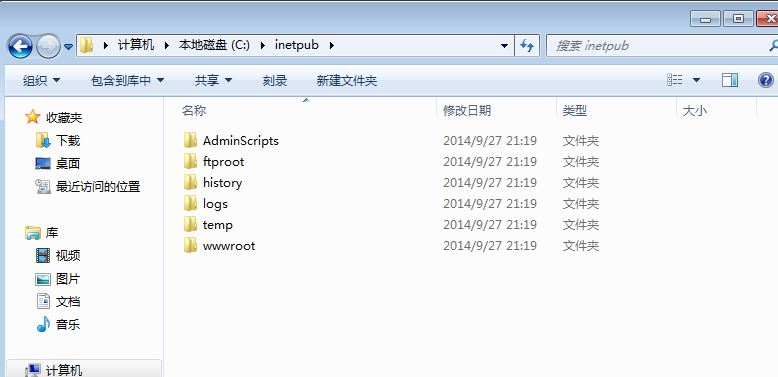 计算机 本地磁盘 (C:) inetpub
搜索 inetpub
组织 包含到库中 共享 刻录 新建文件夹
名称 修改日期 类型 大小
收藏夹
下载
桌面
最近访问的位置
库
视频
图片
文档
音乐
计算机
AdminScripts 2014/9/27 21:19 文件夹
ftproot 2014/9/27 21:19 文件夹
history 2014/9/27 21:19 文件夹
logs 2014/9/27 21:19 文件夹
temp 2014/9/27 21:19 文件夹
wwwroot 2014/9/27 21:19 文件夹